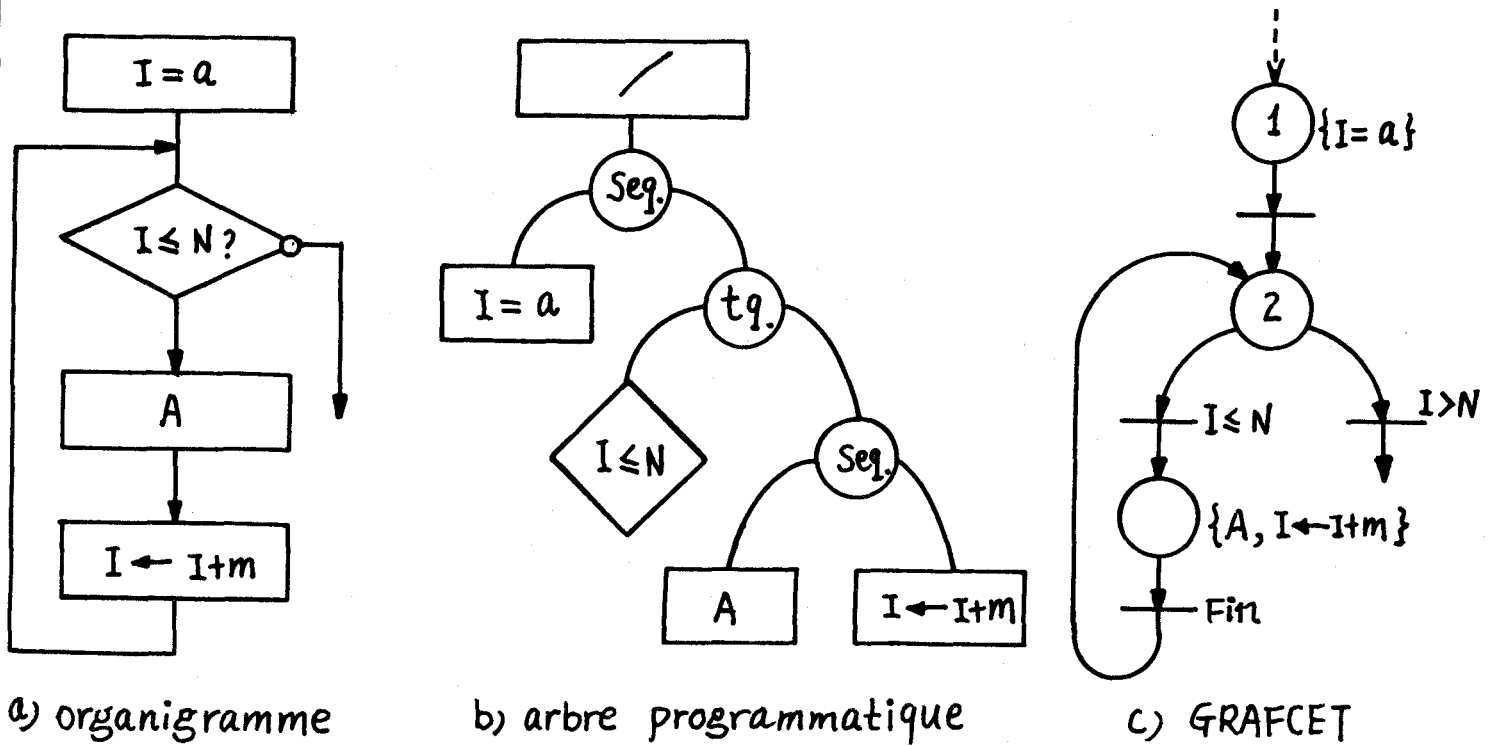 I = a
I ≤ N ?
A
I ← I+m
a) organigramme
Seq.
I = a
tq.
I ≤ N
Seq.
A
I ← I+m
b) arbre programmatique
1 {I= a}
2
I ≤ N
I > N
{A, I←I+m}
Fin
c) GRAFCET